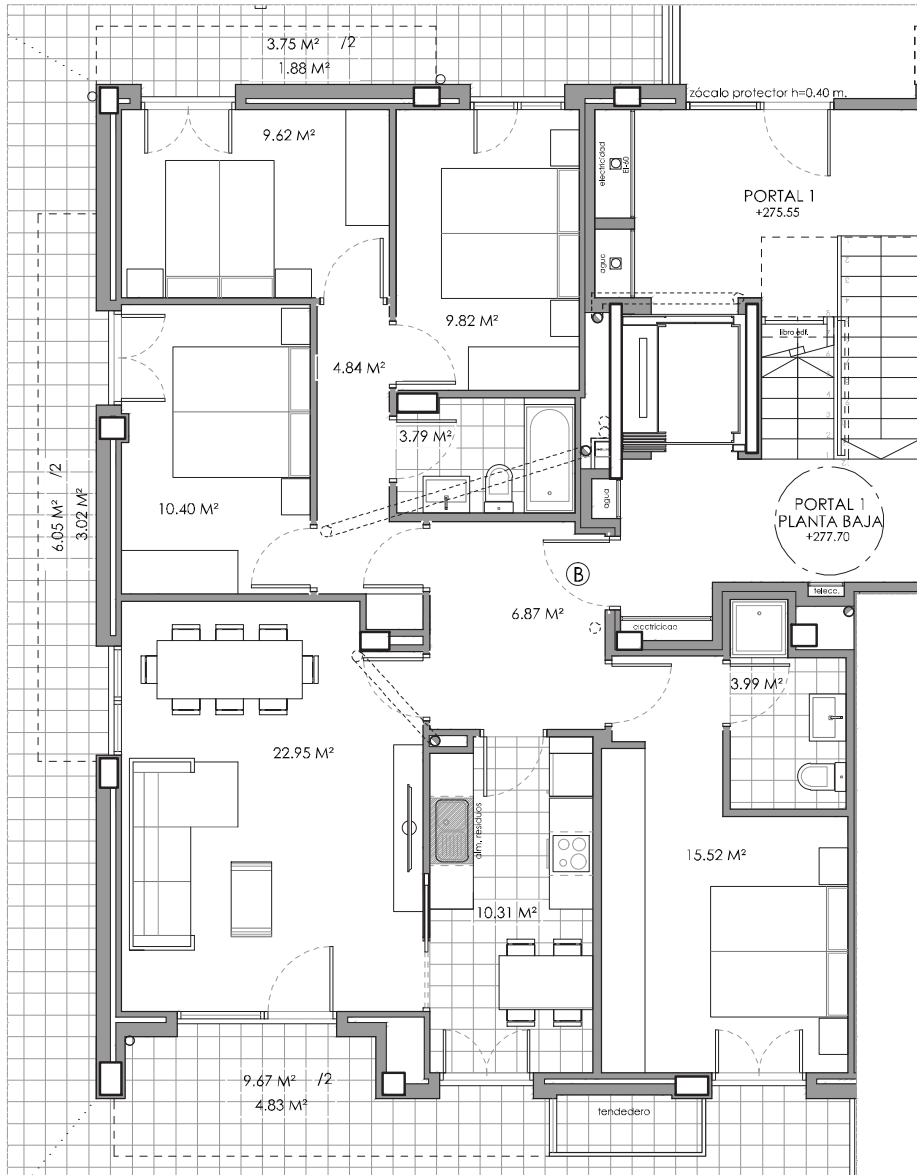 3.75 M² /2
1.88 M²
zócalo protector h=0,40 m.
9.62 M²
electricidad
EI-60
PORTAL 1
+275.55
agua
9.82 M²
libro edf.
4.84 M²
3.79 M²
6.05 M² /2
3.02 M²
10.40 M²
agua
PORTAL 1
PLANTA BAJA
+277.70
B
telecc.
6.87 M²
electricidad
3.99 M²
22.95 M²
alm. residuos
15.52 M²
10.31 M²
9.67 M² /2
4.83 M²
tendedero